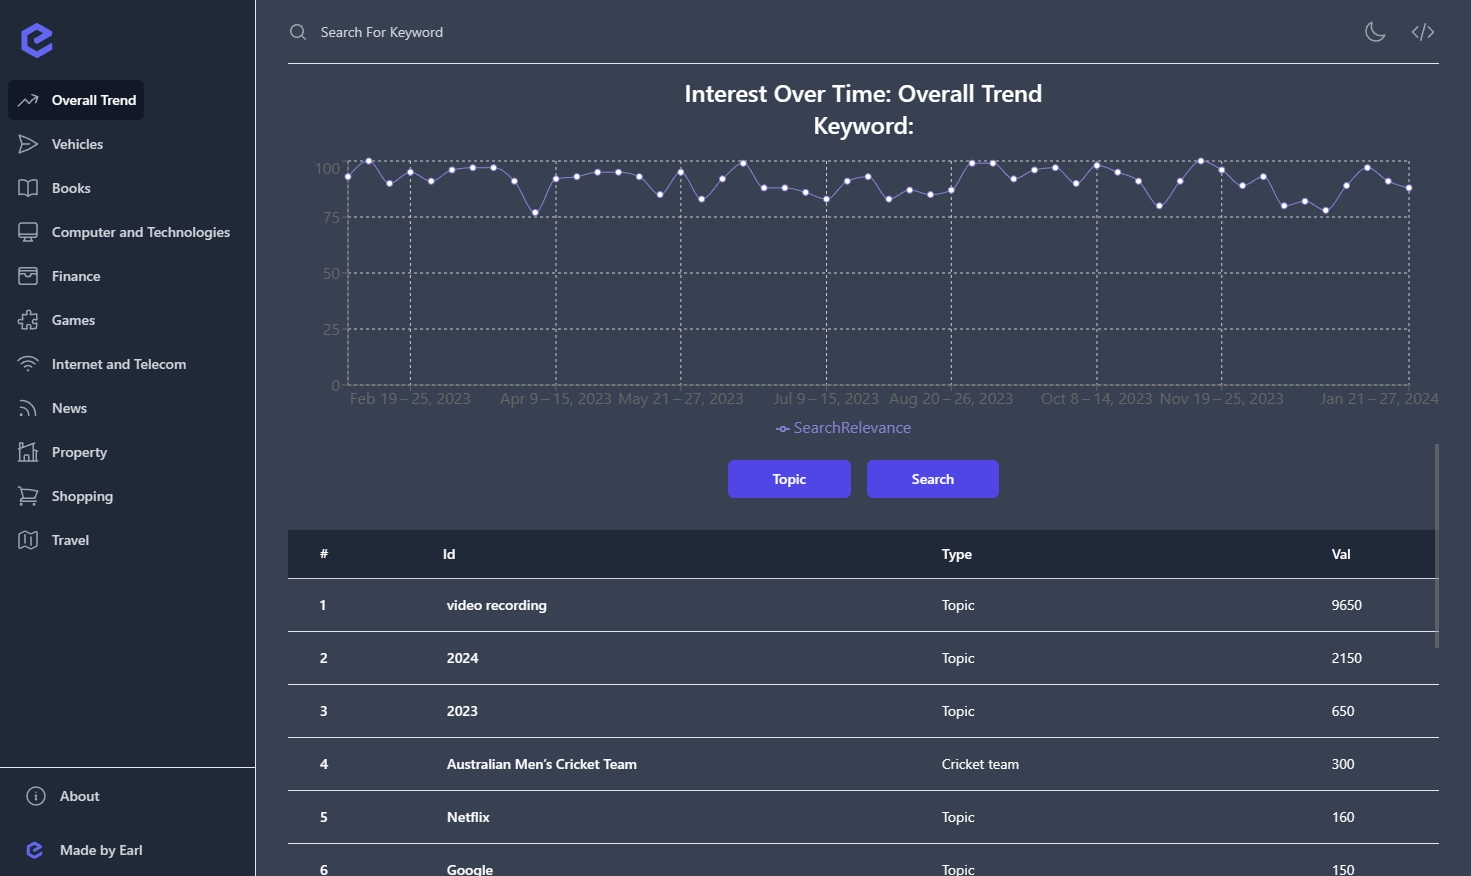 Search For Keyword
Overall Trend
Vehicles
Books
Computer and Technologies
Finance
Games
Internet and Telecom
News
Property
Shopping
Travel
About
Made by Earl
Interest Over Time: Overall Trend
Keyword:
100
75
50
25
0
Feb 19 – 25, 2023 Apr 9 – 15, 2023 May 21 – 27, 2023 Jul 9 – 15, 2023 Aug 20 – 26, 2023 Oct 8 – 14, 2023 Nov 19 – 25, 2023 Jan 21 – 27, 2024
SearchRelevance
Topic Search
# Id Type Val
1 video recording Topic 9650
2 2024 Topic 2150
3 2023 Topic 650
4 Australian Men's Cricket Team Cricket team 300
5 Netflix Topic 160
6 Google Topic 150